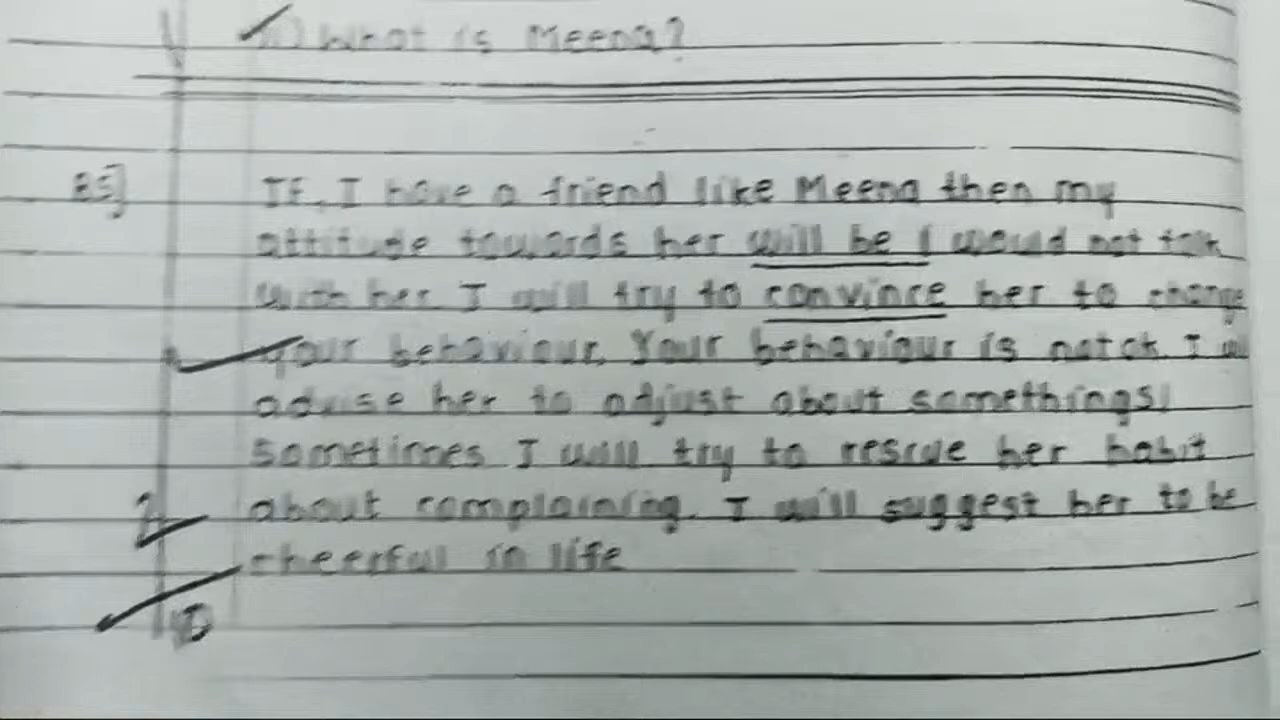 What is Meena?
B5] If, I have a friend like Meena then my
attitude towards her will be I would not talk
with her. I will try to convince her to change
Your behaviour. Your behaviour is not ok. I will
advise her to adjust about somethings
sometimes I will try to rescue her habit
about complaining. I will suggest her to be
cheerful in life
2